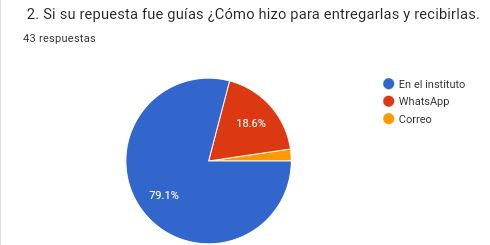 2. Si su repuesta fue guías ¿Cómo hizo para entregarlas y recibirlas.
43 respuestas
En el instituto
WhatsApp
Correo
18.6%
79.1%